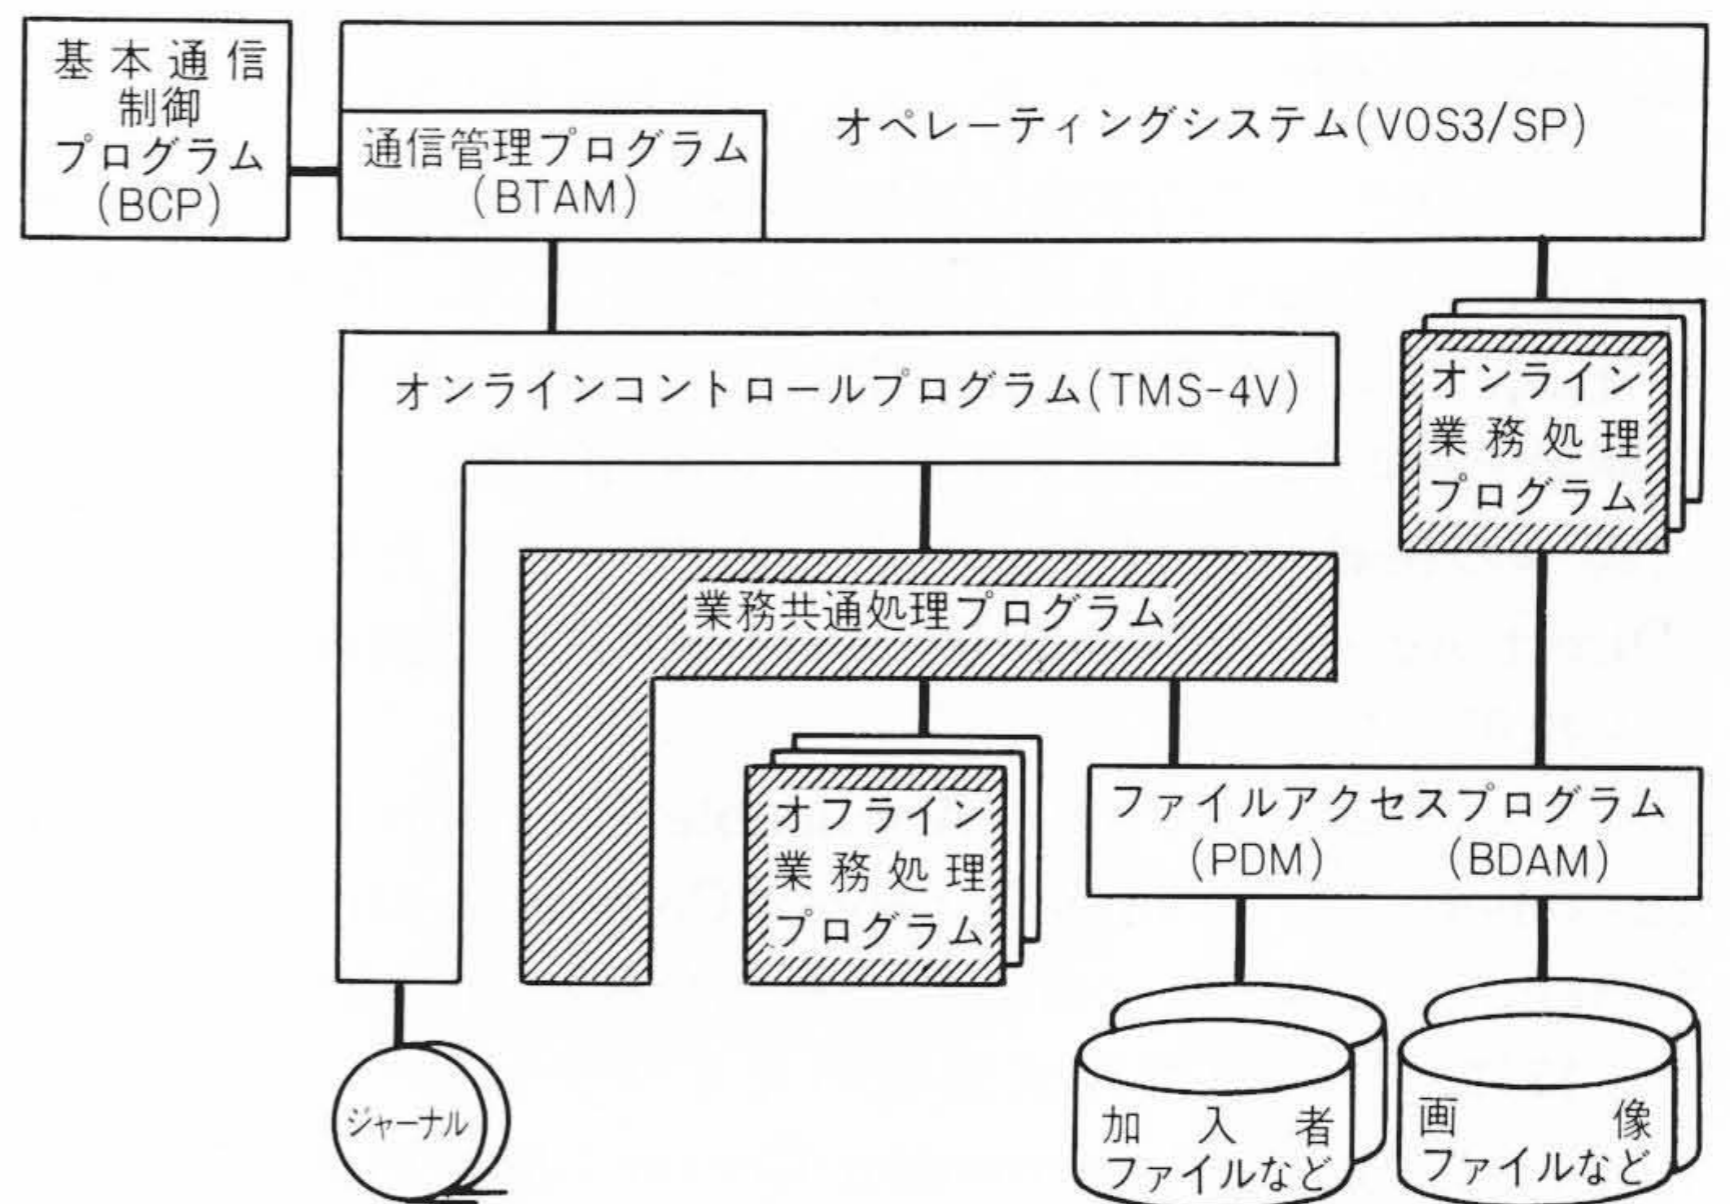 基本通信
制御
プログラム
(BCP)
オペレーティングシステム(VOS3/SP)
通信管理プログラム
(BTAM)
オンラインコントロールプログラム(TMS-4V)
オンライン
業務処理
プログラム
業務共通処理プログラム
オフライン
業務処理
プログラム
ファイルアクセスプログラム
(PDM) (BDAM)
ジャーナル
加入者
ファイルなど
画像
ファイルなど